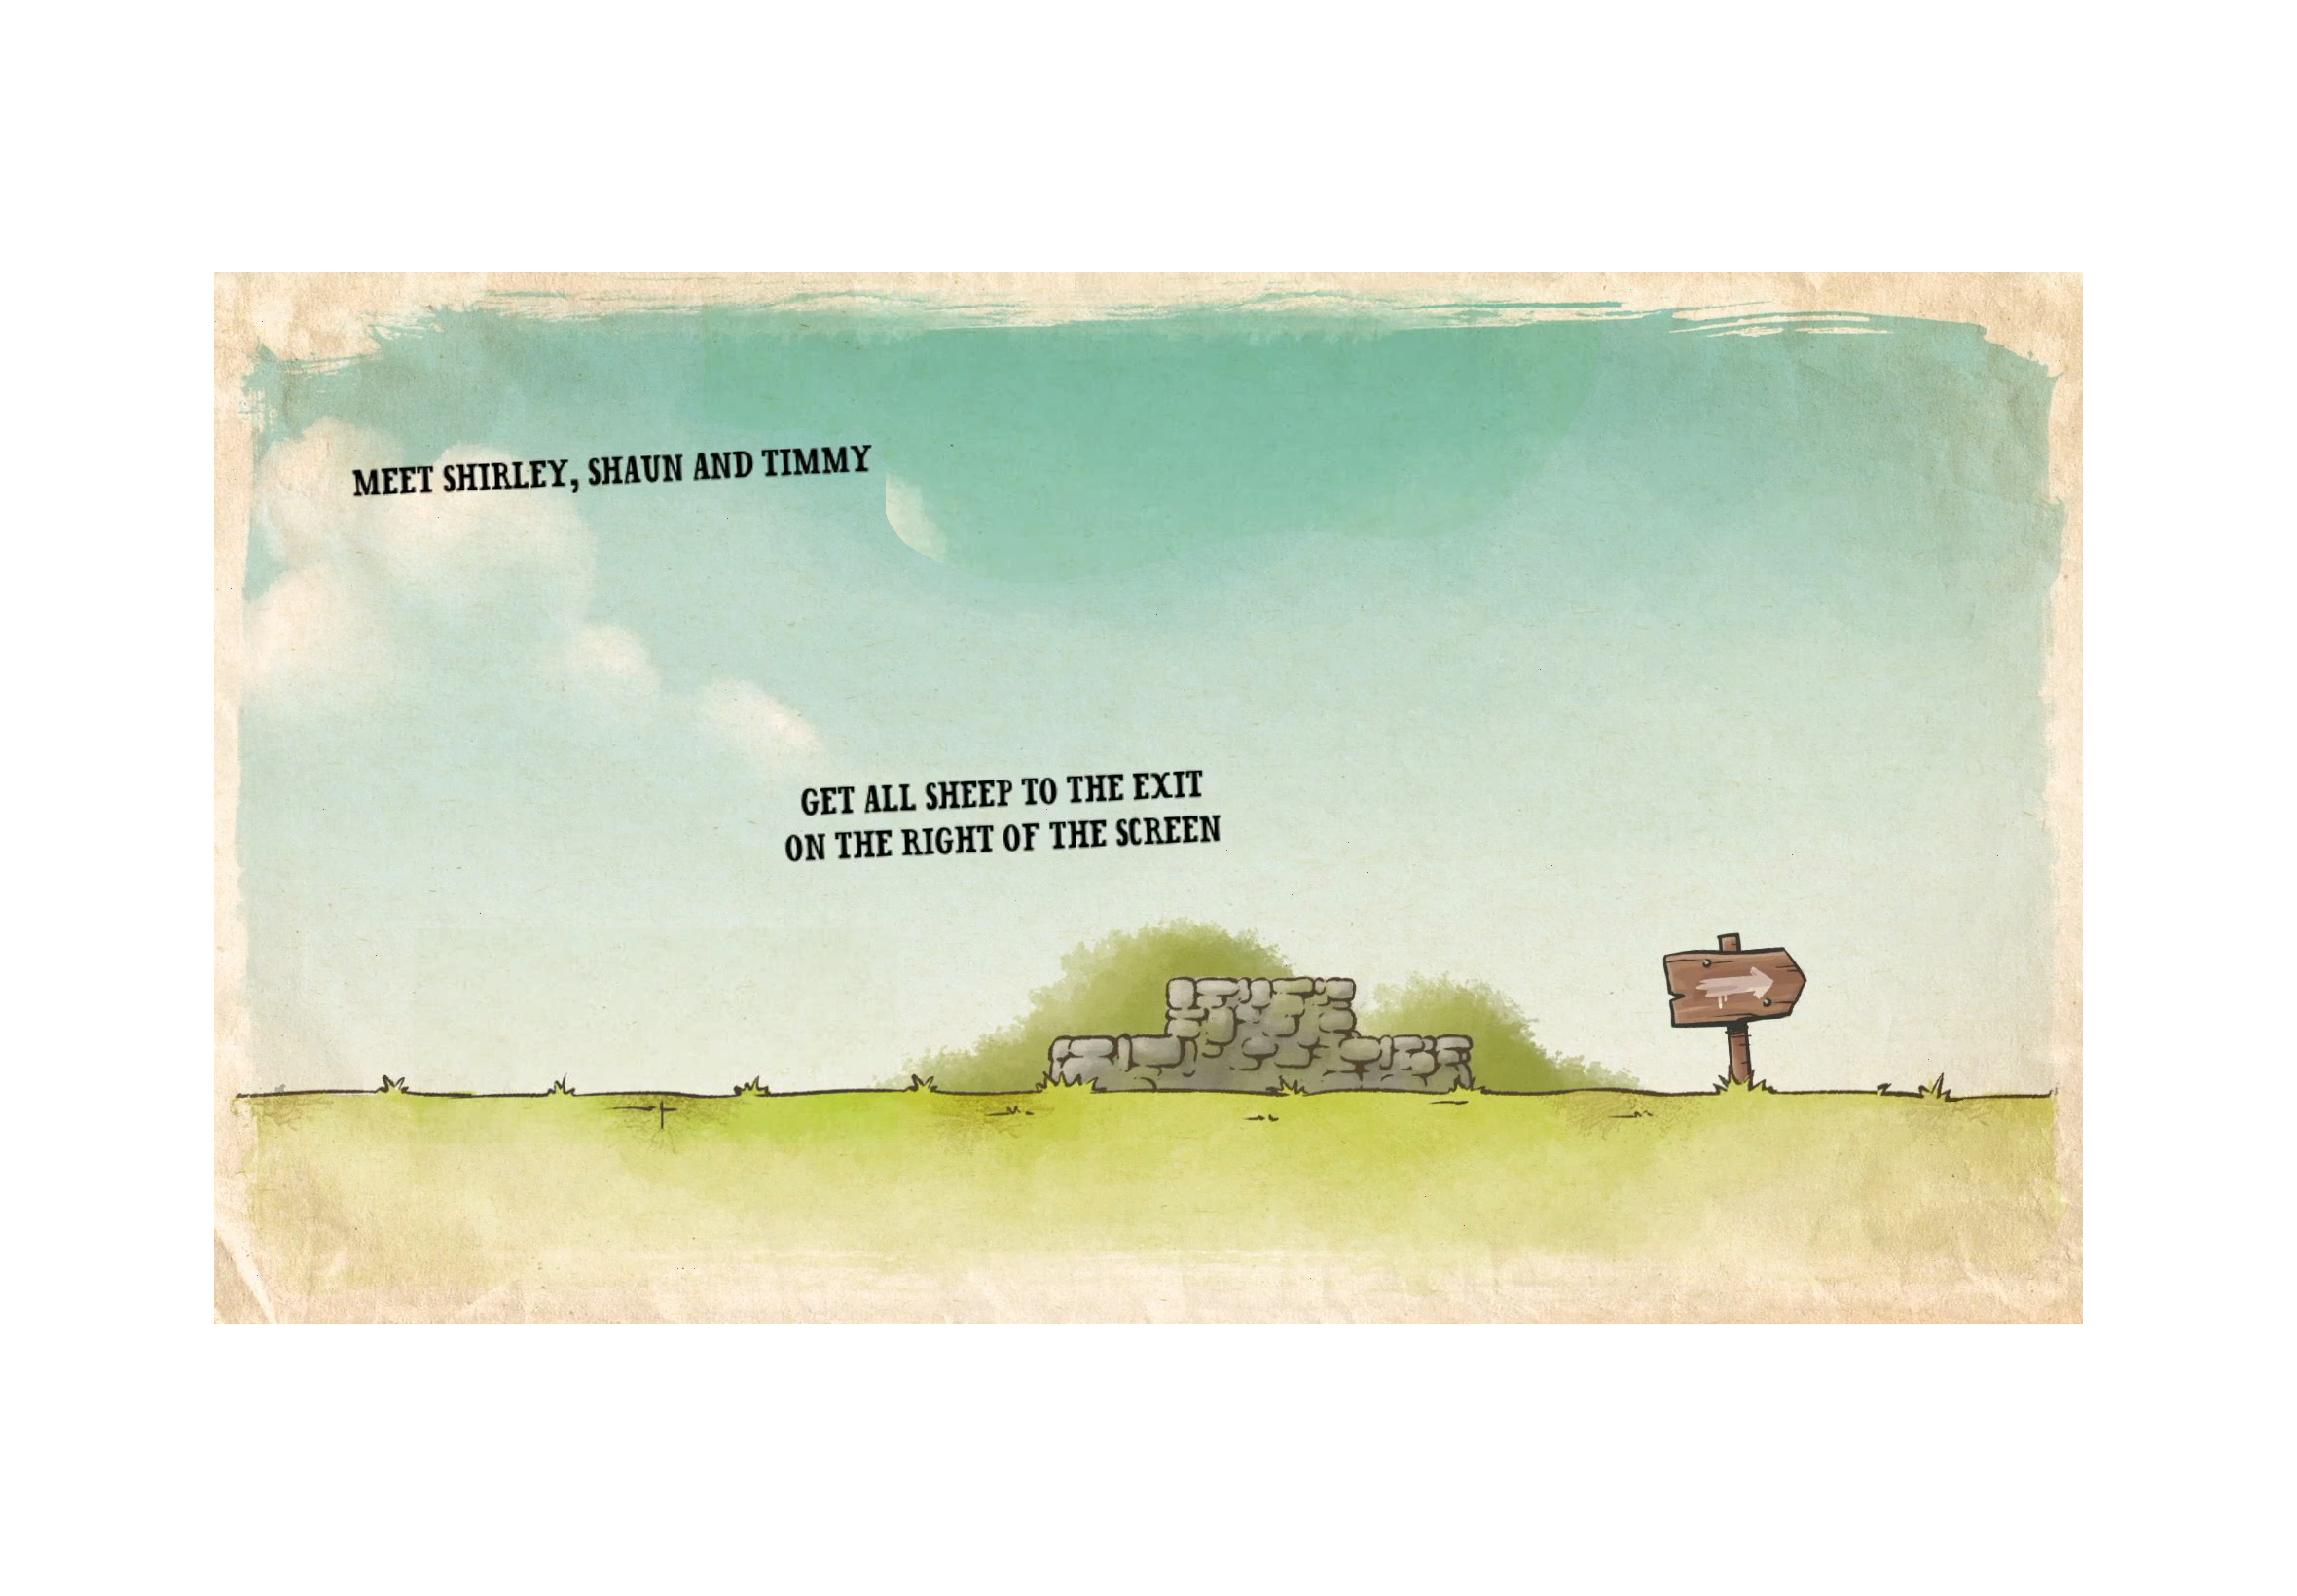 MEET SHIRLEY, SHAUN AND TIMMY
GET ALL SHEEP TO THE EXIT
ON THE RIGHT OF THE SCREEN